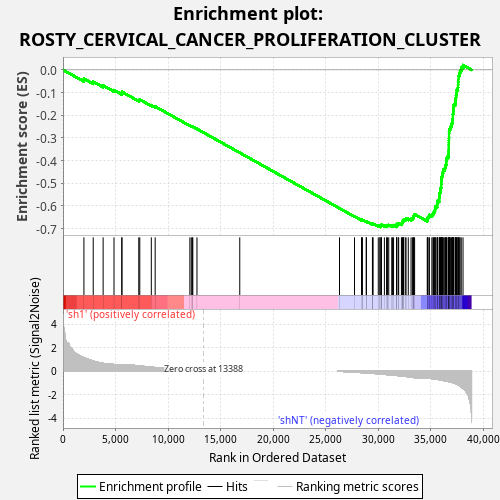 Enrichment plot:
ROSTY_CERVICAL_CANCER_PROLIFERATION_CLUSTER
Enrichment score (ES)
0.0
-0.1
-0.2
-0.3
-0.4
-0.5
-0.6
-0.7
'sh1' (positively correlated)
Ranked list metric (Signal2Noise)
4
2
0
-2
-4
Zero cross at 13388
'shNT' (negatively correlated)
0
5,000
10,000
15,000
20,000
25,000
30,000
35,000
40,000
Rank in Ordered Dataset
Enrichment profile
Hits
Ranking metric scores